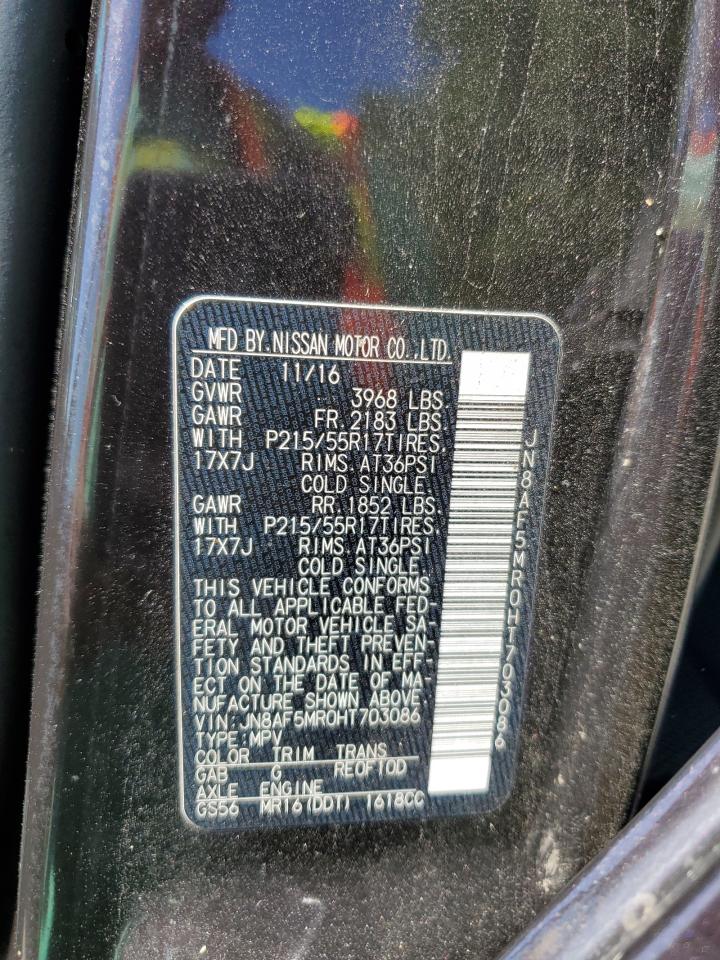 MFD BY.NISSAN MOTOR CO.,LTD.
DATE 11/16
GVWR 3968 LBS
GAWR FR.2183 LBS
WITH P215/55R17TIRES,
17X7J RIMS.AT36PSI
COLD SINGLE
GAWR RR.1852 LBS.
WITH P215/55R17TIRES,
17X7J RIMS.AT36PSI
COLD SINGLE
THIS VEHICLE CONFORMS
TO ALL APPLICABLE FED-
ERAL MOTOR VEHICLE SA-
FETY AND THEFT PREVEN-
TION STANDARDS IN EFF-
ECT ON THE DATE OF MA-
NUFACTURE SHOWN ABOVE
VIN:JN8AF5MR0HT703086
TYPE:MPV
COLOR TRIM TRANS
GAB G RE0F10D
AXLE ENGINE
GS56 MR16(DDT) 1618CC
JN8AF5MR0HT703086